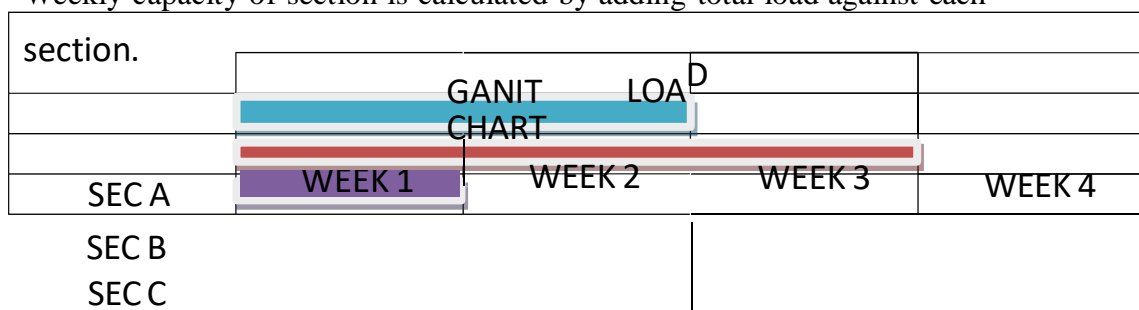 Weekly capacity of section is calculated by adding total load against each
section.
GANIT LOAD
CHART
WEEK 1 WEEK 2 WEEK 3 WEEK 4
SEC A
SEC B
SEC C